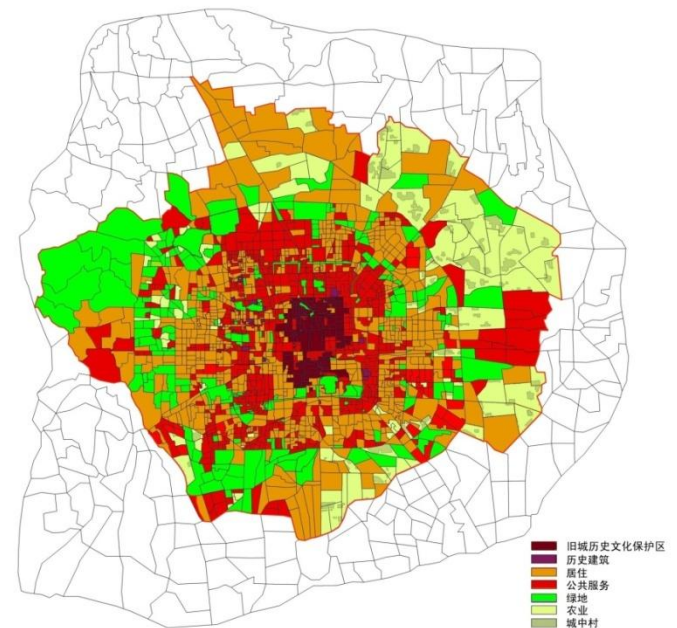 旧城历史文化保护区
历史建筑
居住
公共服务
绿地
农业
城中村